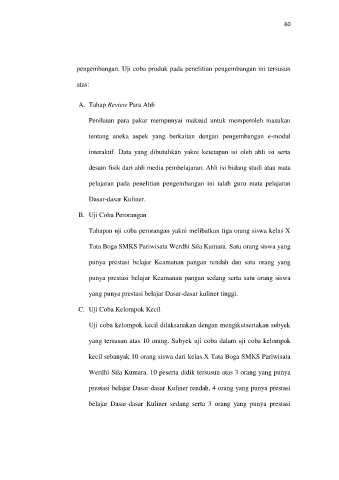 40
pengembangan. Uji coba produk pada penelitian pengembangan ini tersusun
atas:
A. Tahap Review Para Ahli
Penilaian para pakar mempunyai maksud untuk memperoleh masukan
tentang aneka aspek yang berkaitan dengan pengembangan e-modul
interaktif. Data yang dibutuhkan yakni ketetapan isi oleh ahli isi serta
desain fisik dari ahli media pembelajaran. Ahli isi bidang studi atau mata
pelajaran pada penelitian pengembangan ini ialah guru mata pelajaran
Dasar-dasar Kuliner.
B. Uji Coba Perorangan
Tahapan uji coba perorangan yakni melibatkan tiga orang siswa kelas X
Tata Boga SMKS Pariwisata Werdhi Sila Kumara. Satu orang siswa yang
punya prestasi belajar Keamanan pangan rendah dan satu orang yang
punya prestasi belajar Keamanan pangan sedang serta satu orang siswa
yang punya prestasi belajar Dasar-dasar kuliner tinggi.
C. Uji Coba Kelompok Kecil
Uji coba kelompok kecil dilaksanakan dengan mengikutsertakan subyek
yang tersusun atas 10 orang. Subyek uji coba dalam uji coba kelompok
kecil sebanyak 10 orang siswa dari kelas X Tata Boga SMKS Pariwisata
Werdhi Sila Kumara. 10 peserta didik tersusun atas 3 orang yang punya
prestasi belajar Dasar-dasar Kuliner rendah, 4 orang yang punya prestasi
belajar Dasar-dasar Kuliner sedang serta 3 orang yang punya prestasi